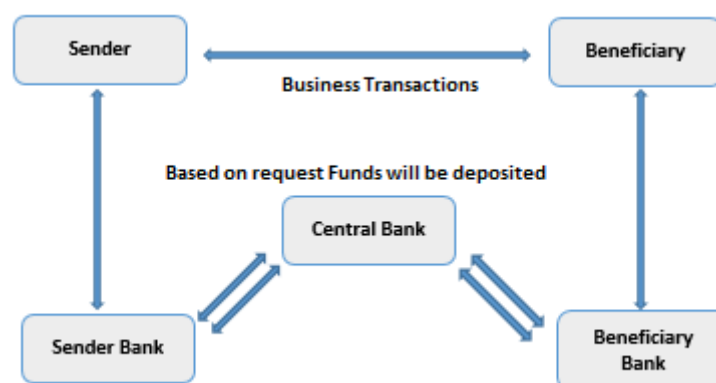 Sender
Beneficiary
Business Transactions
Based on request Funds will be deposited
Central Bank
Sender Bank
Beneficiary
Bank